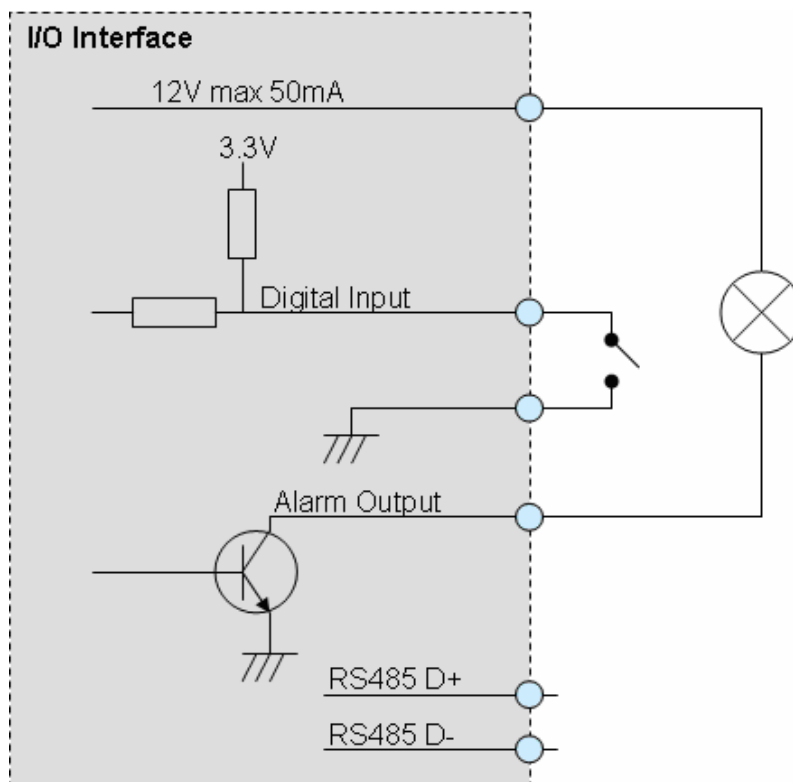 I/O Interface
12V max 50mA
3.3V
Digital Input
Alarm Output
RS485 D+
RS485 D-